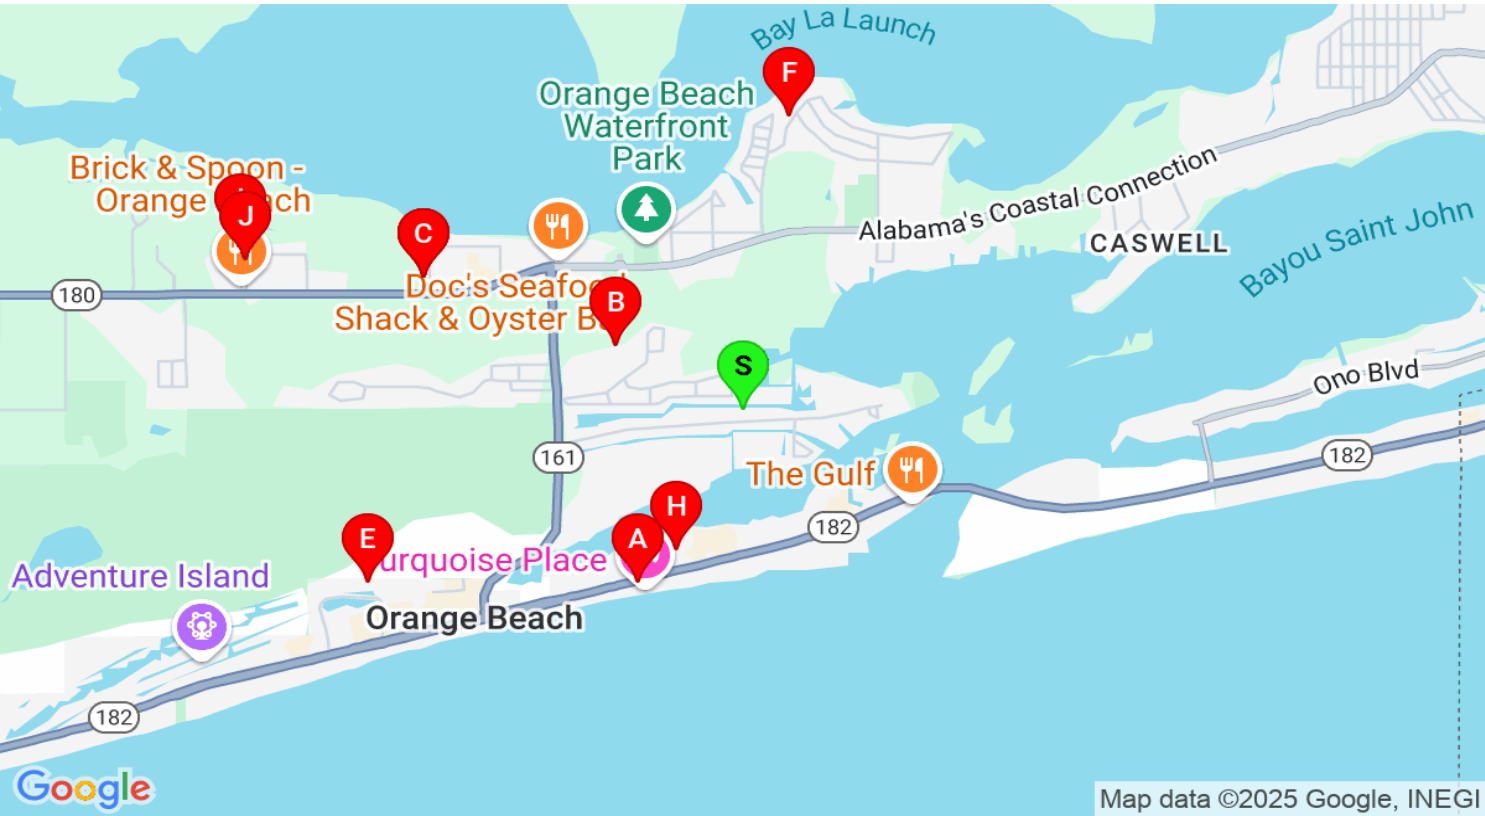 Bay La Launch
F
Orange Beach
Waterfront
Park
Brick & Spoon -
Orange
ch
J
C
Alabama's Coastal Connection
CASWELL
Bayou Saint John
180
Doc's Seafoo
Shack & Oyster B
B
S
Ono Blvd
161
182
The Gulf
H
182
E
A
urquoise Place
Adventure Island
Orange Beach
182
Google
Map data ©2025 Google, INEGI